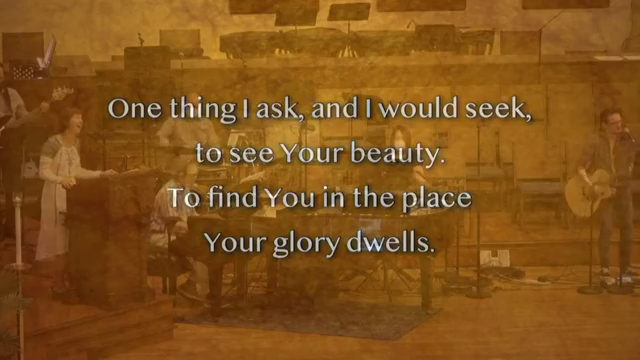 One thing I ask, and I would seek,
to see Your beauty.
To find You in the place
Your glory dwells.